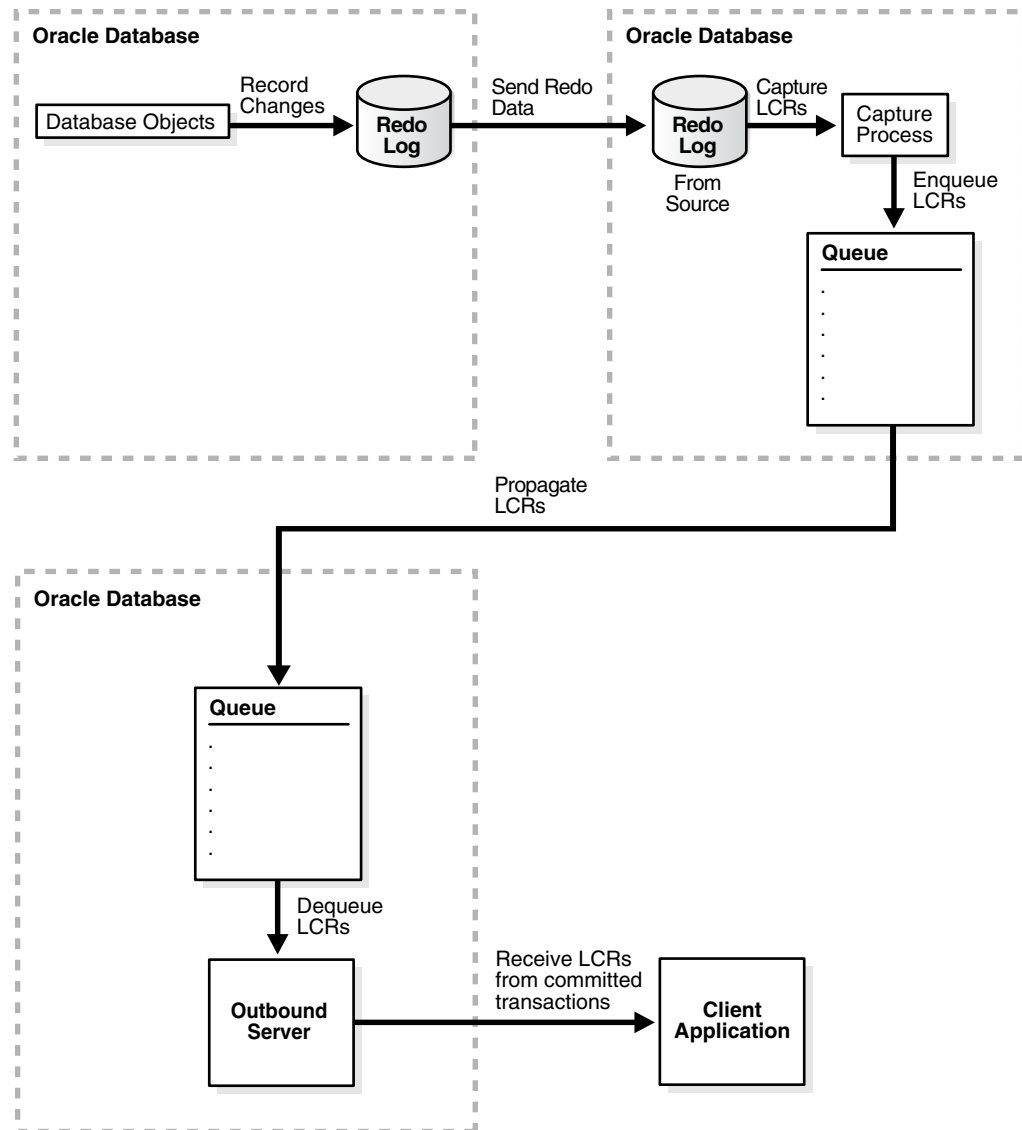 Oracle Database
Database Objects
Record
Changes
Redo
Log
Send Redo
Data
Oracle Database
Redo
Log
From
Source
Capture
LCRs
Capture
Process
Enqueue
LCRs
Queue
.
.
.
.
.
.
Propagate
LCRs
Oracle Database
Queue
.
.
.
.
.
.
Dequeue
LCRs
Outbound
Server
Receive LCRs
from committed
transactions
Client
Application